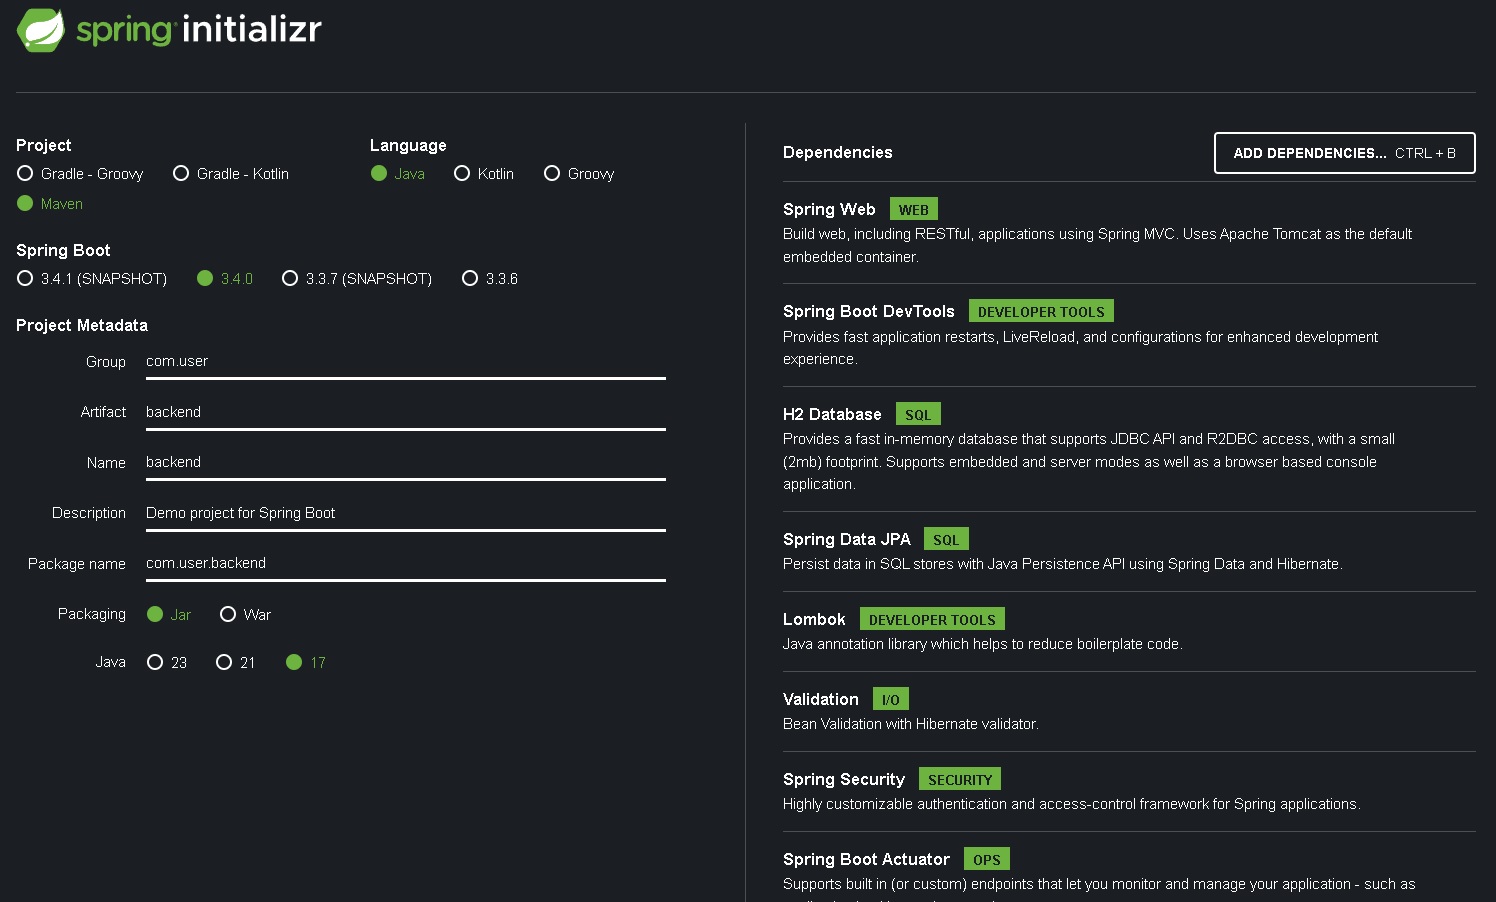 spring initializr
Project
Gradle - Groovy Gradle - Kotlin
Maven
Language
Java Kotlin Groovy
Spring Boot
3.4.1 (SNAPSHOT) 3.4.0 3.3.7 (SNAPSHOT) 3.3.6
Project Metadata
Group com.user
Artifact backend
Name backend
Description Demo project for Spring Boot
Package name com.user.backend
Packaging Jar War
Java 23 21 17
Dependencies
ADD DEPENDENCIES... CTRL + B
Spring Web WEB
Build web, including RESTful, applications using Spring MVC. Uses Apache Tomcat as the default
embedded container.
Spring Boot DevTools DEVELOPER TOOLS
Provides fast application restarts, LiveReload, and configurations for enhanced development
experience.
H2 Database SQL
Provides a fast in-memory database that supports JDBC API and R2DBC access, with a small
(2mb) footprint. Supports embedded and server modes as well as a browser based console
application.
Spring Data JPA SQL
Persist data in SQL stores with Java Persistence API using Spring Data and Hibernate.
Lombok DEVELOPER TOOLS
Java annotation library which helps to reduce boilerplate code.
Validation I/O
Bean Validation with Hibernate validator.
Spring Security SECURITY
Highly customizable authentication and access-control framework for Spring applications.
Spring Boot Actuator OPS
Supports built in (or custom) endpoints that let you monitor and manage your application - such as